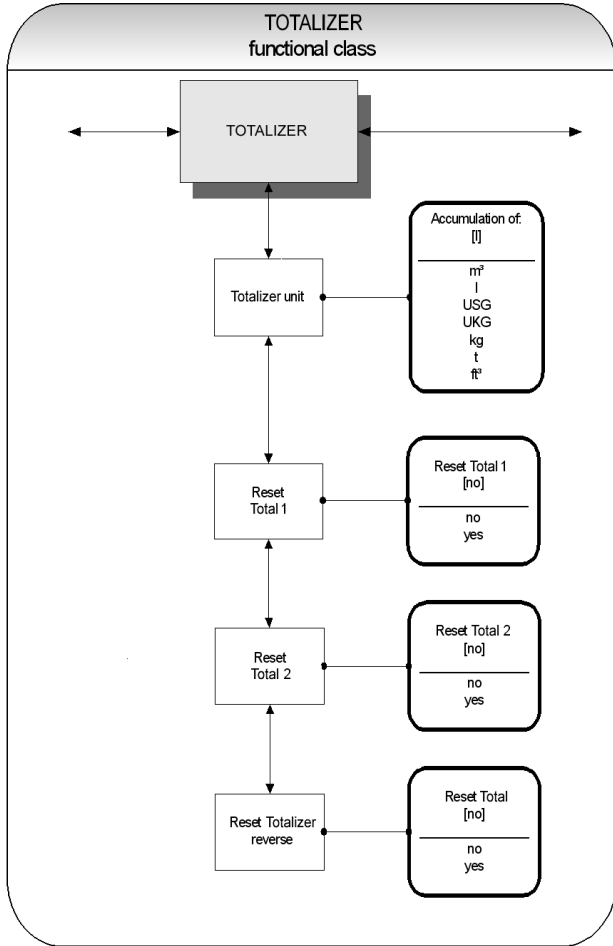 TOTALIZER
functional class
TOTALIZER
Totalizer unit
Accumulation of:
[l]
m³
l
USG
UKG
kg
t
ft³
Reset
Total 1
Reset Total 1
[no]
no
yes
Reset
Total 2
Reset Total 2
[no]
no
yes
Reset Totalizer
reverse
Reset Total
[no]
no
yes